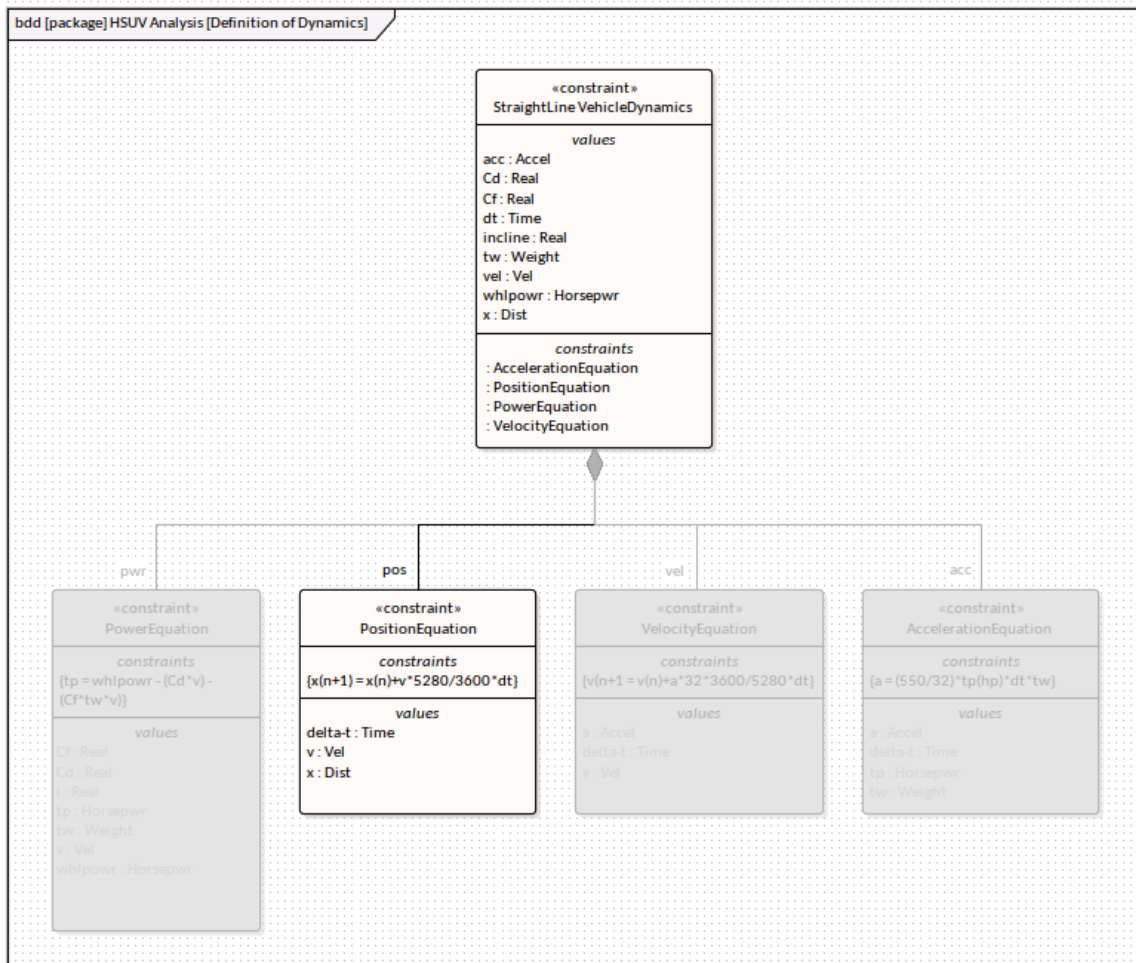 bdd [package] HSUV Analysis [Definition of Dynamics]
«constraint»
StraightLine VehicleDynamics
values
acc : Accel
Cd : Real
Cf : Real
dt : Time
incline : Real
tw : Weight
vel : Vel
whlpowr : Horsepwr
x : Dist
constraints
: AccelerationEquation
: PositionEquation
: PowerEquation
: VelocityEquation
pwr
«constraint»
PowerEquation
constraints
{tp = whlpowr - (Cd*v) -
(Cf*tw*v)}
values
Cf : Real
Cd : Real
i : Real
tp : Horsepwr
tw : Weight
v : Vel
whlpowr : Horsepwr
pos
«constraint»
PositionEquation
constraints
{x(n+1) = x(n)+v*5280/3600*dt}
values
delta-t : Time
v : Vel
x : Dist
vel
«constraint»
VelocityEquation
constraints
{v(n+1 = v(n)+a*32*3600/5280*dt}
values
a : Accel
delta-t : Time
v : Vel
acc
«constraint»
AccelerationEquation
constraints
{a = (550/32)*tp(hp)*dt*tw}
values
a : Accel
delta-t : Time
tp : Horsepwr
tw : Weight